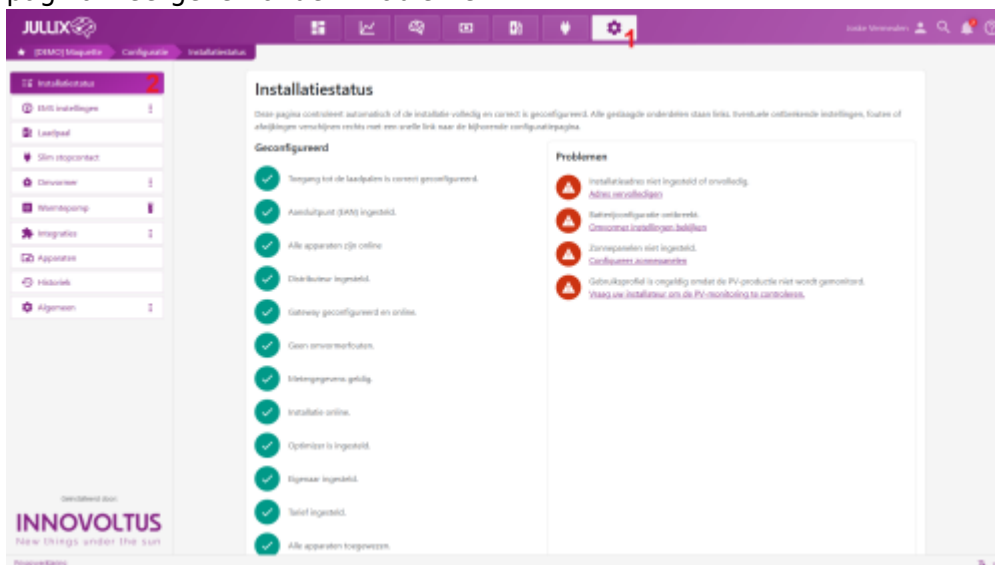 JULLIX
1
Joske Vermeulen
[DEMO] Maquette
Configuratie
Installatiestatus
Installatiestatus
2
EMS instellingen
Laadpaal
Slim stopcontact
Omvormer
Warmtepomp
Integraties
Apparaten
Historiek
Algemeen
Geïnstalleerd door:
INNOVOLTUS
New things under the sun
Privacyverklaring
Installatiestatus
Deze pagina controleert automatisch of de installatie volledig en correct is geconfigureerd. Alle geslaagde onderdelen staan links. Eventuele ontbrekende instellingen, fouten of
afwijkingen verschijnen rechts met een snelle link naar de bijhorende configuratiepagina.
Geconfigureerd
Toegang tot de laadpalen is correct geconfigureerd.
Aansluitpunt (EAN) ingesteld.
Alle apparaten zijn online
Distributeur ingesteld.
Gateway geconfigureerd en online.
Geen omvormerfouten.
Metergegevens geldig.
Installatie online.
Optimizer is ingesteld.
Eigenaar ingesteld.
Tarief ingesteld.
Alle apparaten toegewezen.
Problemen
Installatieadres niet ingesteld of onvolledig.
Adres vervolledigen
Batterijconfiguratie ontbreekt.
Omvormer instellingen bekijken
Zonnepanelen niet ingesteld.
Configureer zonnepanelen
Gebruiksprofiel is ongeldig omdat de PV-productie niet wordt gemonitord.
Vraag uw installateur om de PV-monitoring te controleren.